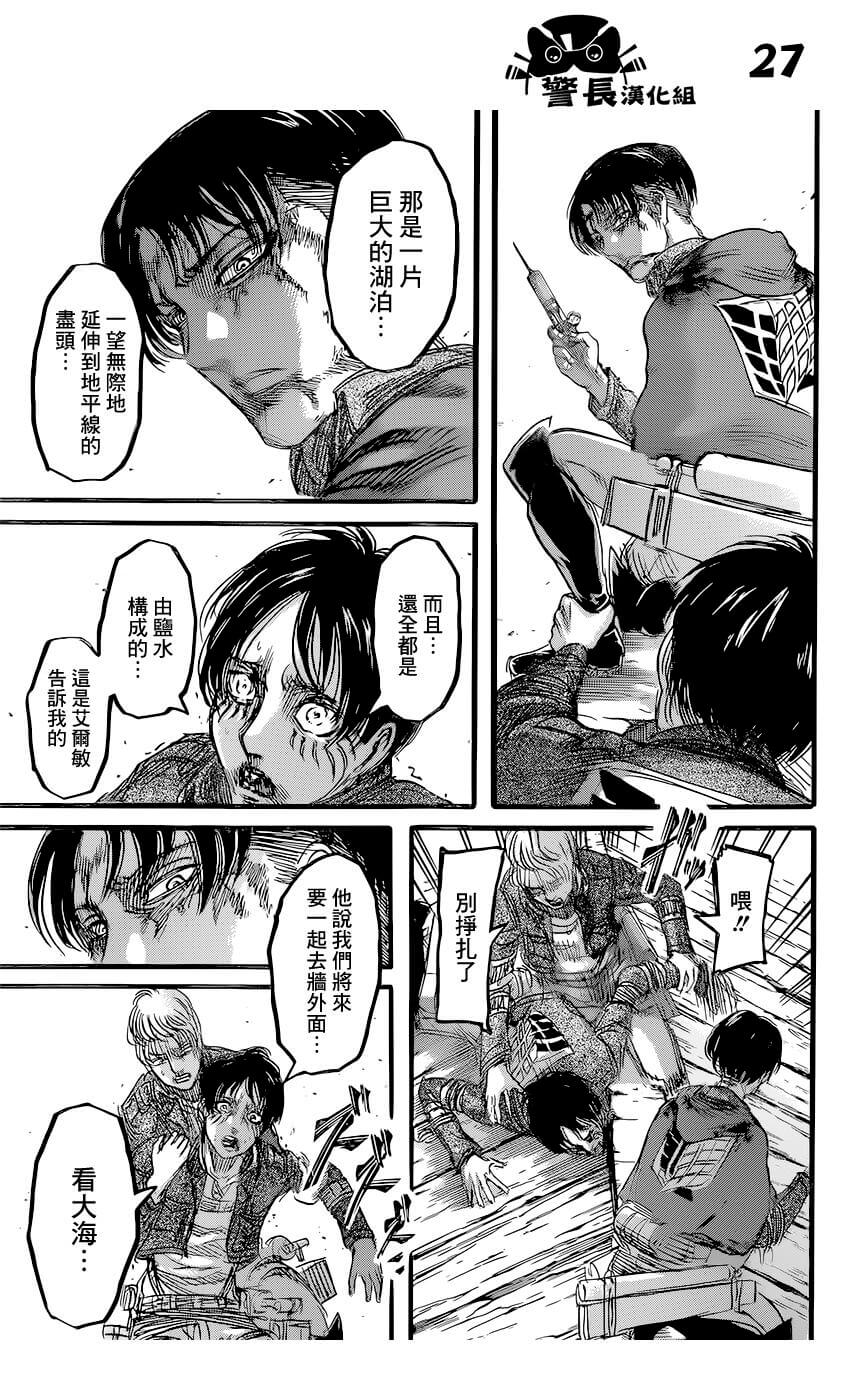 警長漢化組
27
那是一片
巨大的湖泊…
一望無際地
延伸到地平線的
盡頭…
而且…
還全都是
由鹽水
構成的…
這是艾爾敏
告訴我的
喂!!
別掙扎了
他說我們將來
要一起去牆外面…
看大海…